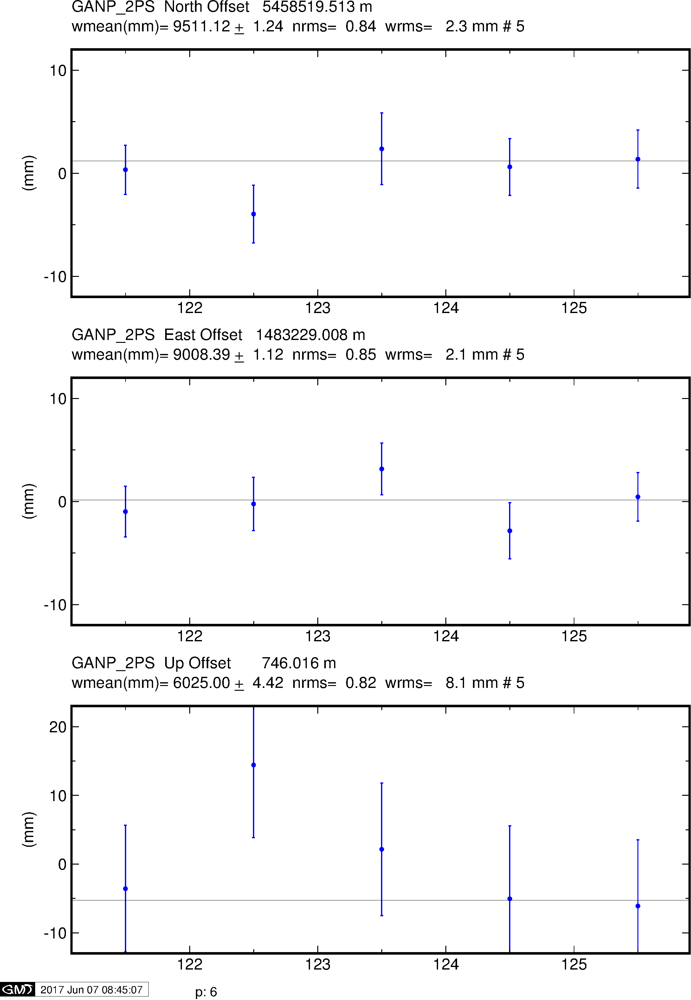 GANP_2PS North Offset 5458519.513 m
wmean(mm)= 9511.12 ± 1.24 nrms= 0.84 wrms= 2.3 mm # 5
10
0
-10
(mm)
122 123 124 125
GANP_2PS East Offset 1483229.008 m
wmean(mm)= 9008.39 ± 1.12 nrms= 0.85 wrms= 2.1 mm # 5
10
0
-10
(mm)
122 123 124 125
GANP_2PS Up Offset 746.016 m
wmean(mm)= 6025.00 ± 4.42 nrms= 0.82 wrms= 8.1 mm # 5
20
10
0
-10
(mm)
122 123 124 125
GMT 2017 Jun 07 08:45:07 p: 6